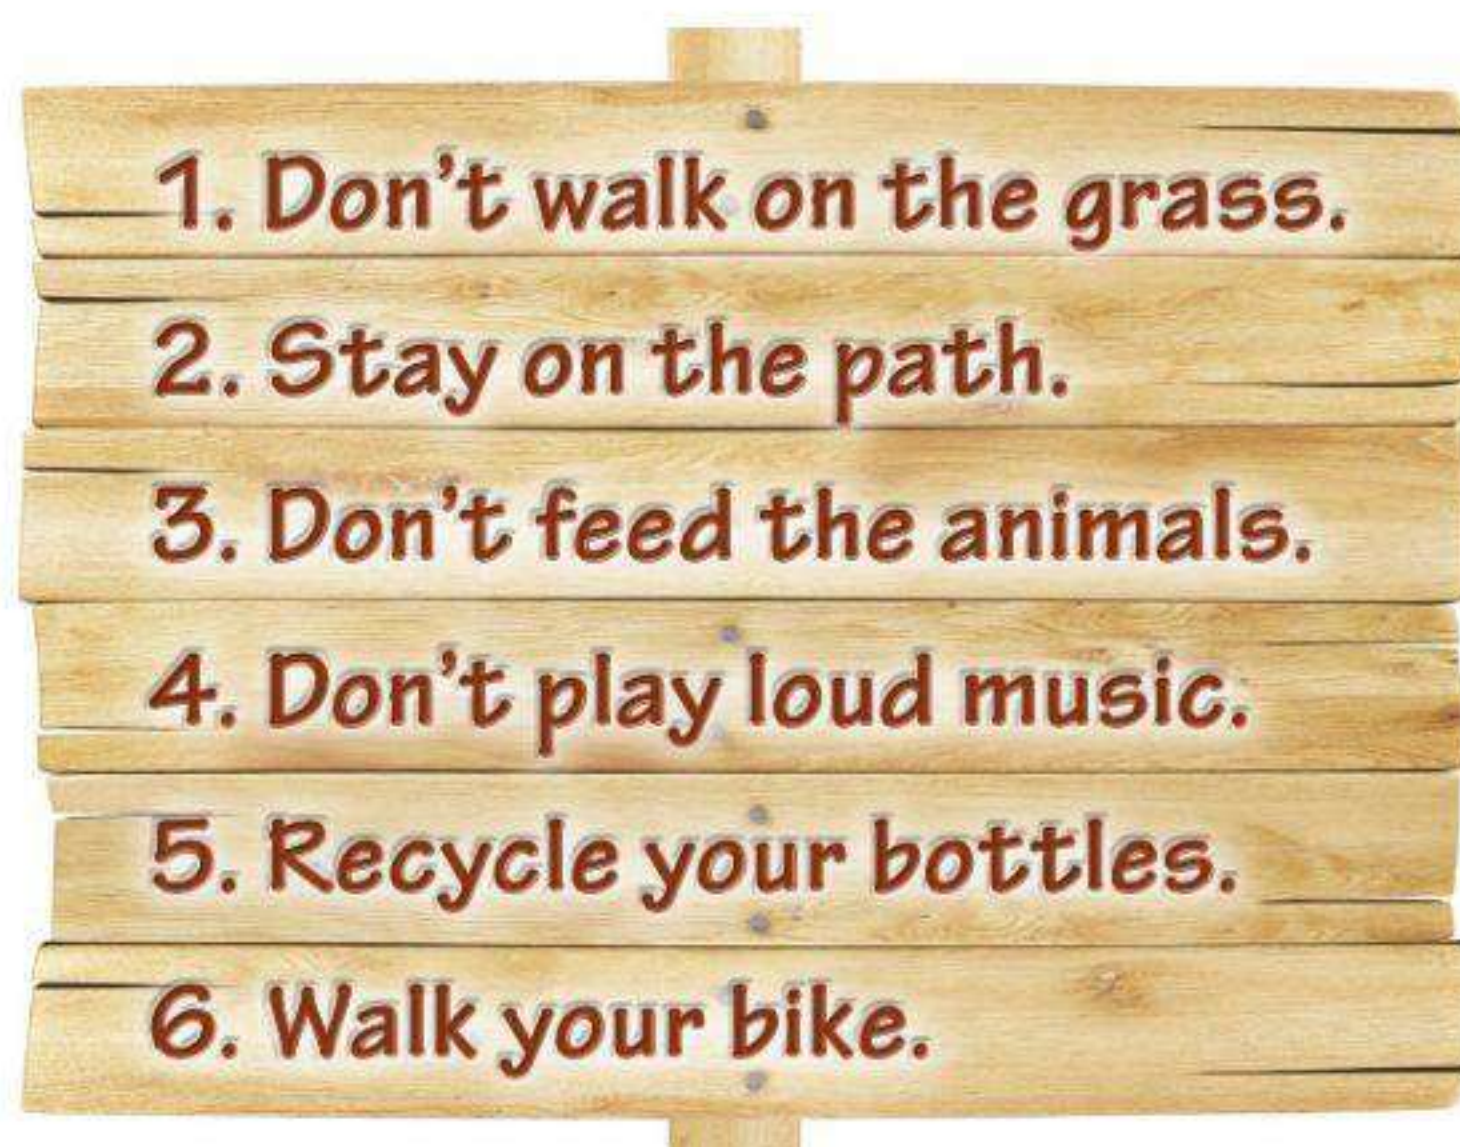 1. Don't walk on the grass.
2. Stay on the path.
3. Don't feed the animals.
4. Don't play loud music.
5. Recycle your bottles.
6. Walk your bike.